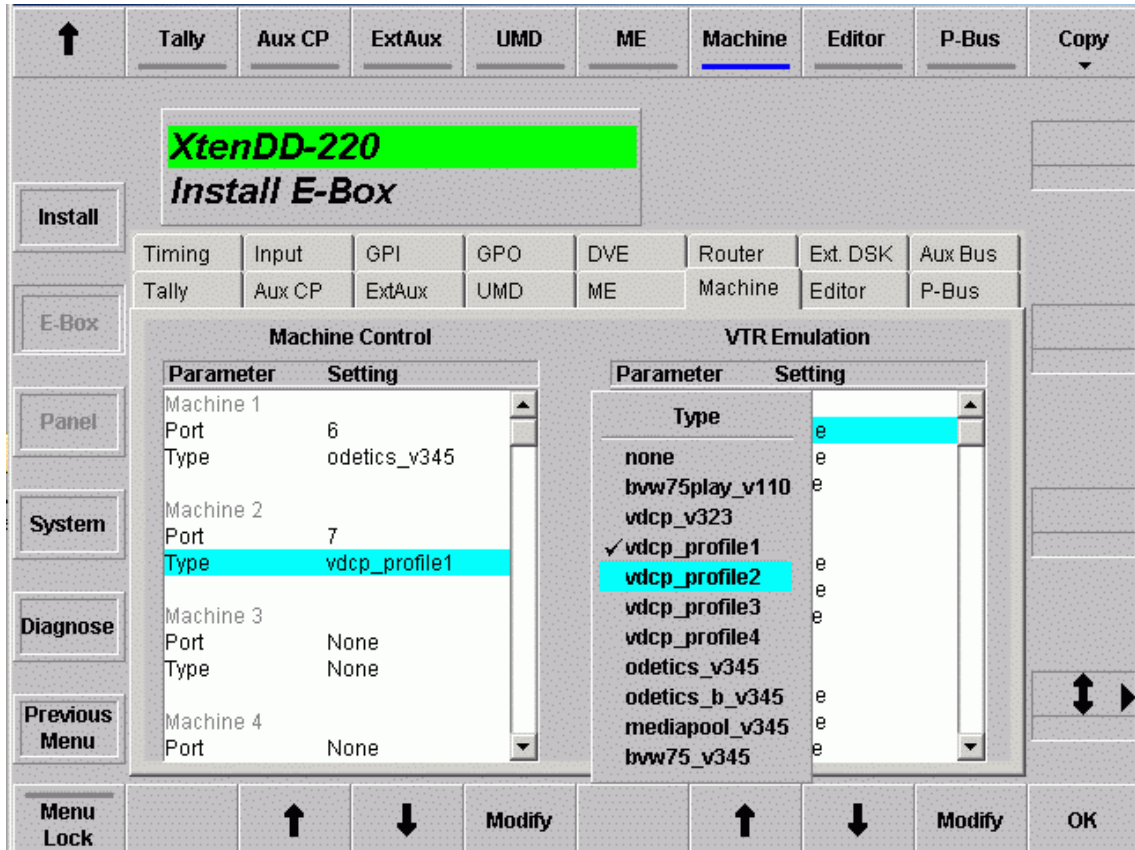 Tally Aux CP ExtAux UMD ME Machine Editor P-Bus Copy
XtenDD-220
Install E-Box
Install
E-Box
Panel
System
Diagnose
Previous
Menu
Timing Input GPI GPO DVE Router Ext. DSK Aux Bus
Tally Aux CP ExtAux UMD ME Machine Editor P-Bus
Machine Control
Parameter Setting
Machine 1
Port 6
Type odetics_v345
Machine 2
Port 7
Type vdcp_profile1
Machine 3
Port None
Type None
Machine 4
Port None
VTR Emulation
Parameter Setting
Type
none
bvw75play_v110
vdcp_v323
vdcp_profile1
vdcp_profile2
vdcp_profile3
vdcp_profile4
odetics_v345
odetics_b_v345
mediapool_v345
bvw75_v345
e
e
e
e
e
e
e
e
e
Menu
Lock
Modify Modify OK